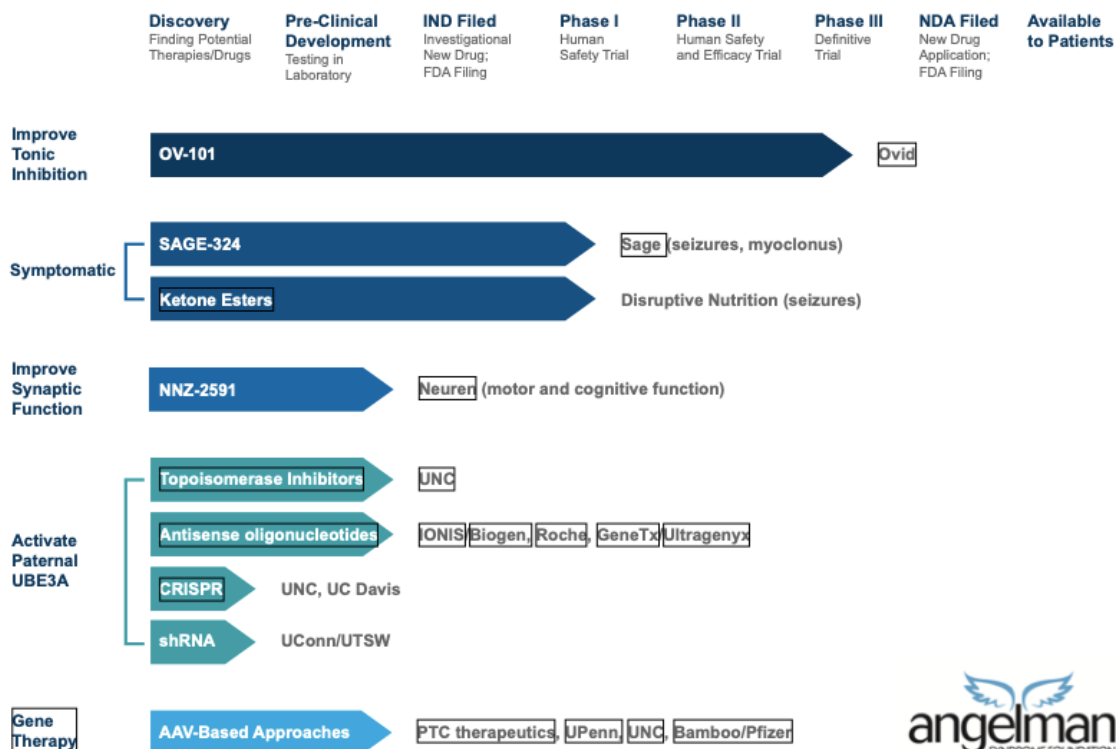 Discovery
Finding Potential
Therapies/Drugs
Pre-Clinical
Development
Testing in
Laboratory
IND Filed
Investigational
New Drug;
FDA Filing
Phase I
Human
Safety Trial
Phase II
Human Safety
and Efficacy Trial
Phase III
Definitive
Trial
NDA Filed
New Drug
Application;
FDA Filing
Available
to Patients
Improve
Tonic
Inhibition
OV-101
Ovid
Symptomatic
SAGE-324
Sage (seizures, myoclonus)
Ketone Esters
Disruptive Nutrition (seizures)
Improve
Synaptic
Function
NNZ-2591
Neuren (motor and cognitive function)
Activate
Paternal
UBE3A
Topoisomerase Inhibitors
UNC
Antisense oligonucleotides
IONIS/Biogen, Roche, GeneTx/Ultragenyx
CRISPR
UNC, UC Davis
shRNA
UConn/UTSW
Gene
Therapy
AAV-Based Approaches
PTC therapeutics, UPenn, UNC, Bamboo/Pfizer
angelman